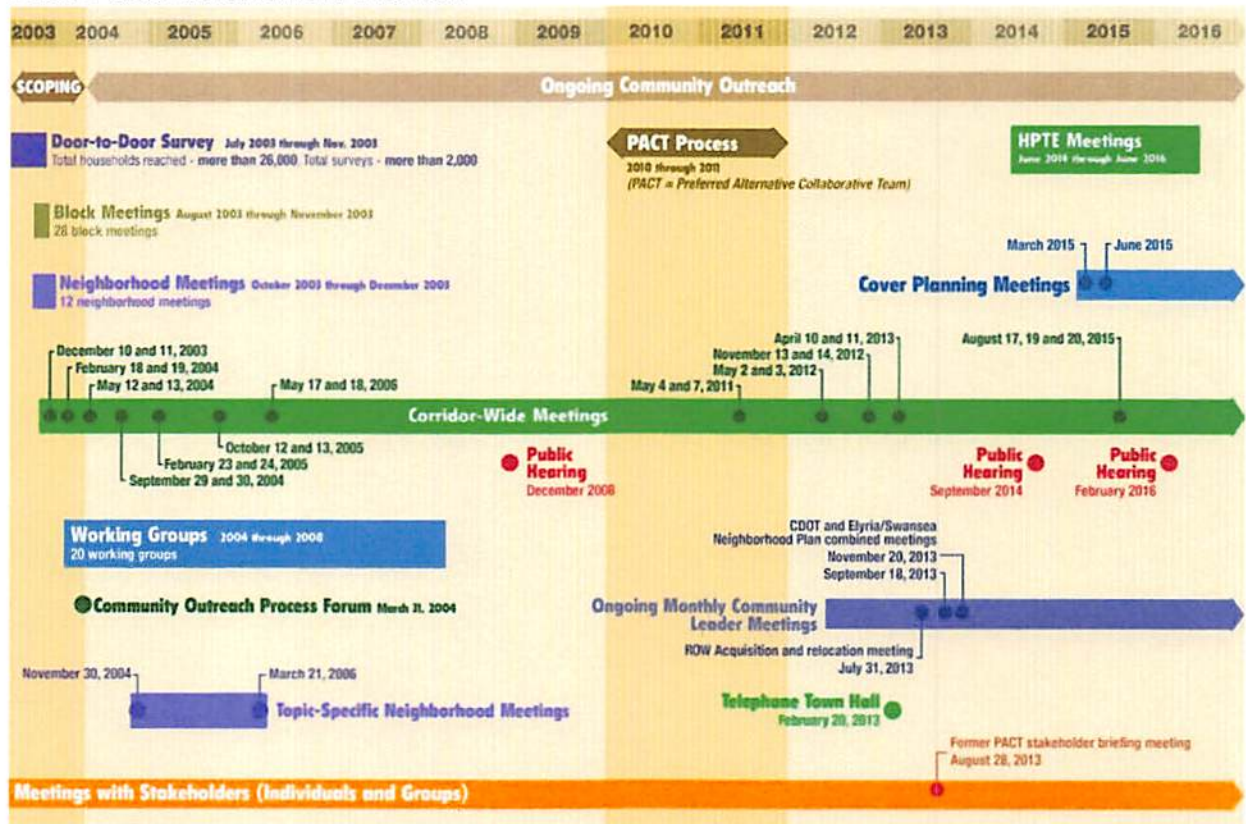 2003 2004 2005 2006 2007 2008 2009 2010 2011 2012 2013 2014 2015 2016
SCOPING
Ongoing Community Outreach
Door-to-Door Survey July 2003 through Nov. 2003
Total households reached - more than 26,000. Total surveys - more than 2,000
PACT Process
2010 through 2011
(PACT = Preferred Alternative Collaborative Team)
HPTE Meetings
June 2014 through June 2016
Block Meetings August 2003 through November 2003
28 block meetings
Neighborhood Meetings October 2003 through December 2003
12 neighborhood meetings
March 2015
June 2015
Cover Planning Meetings
December 10 and 11, 2003
February 18 and 19, 2004
May 12 and 13, 2004
May 17 and 18, 2006
May 4 and 7, 2011
May 2 and 3, 2012
November 13 and 14, 2012
April 10 and 11, 2013
August 17, 19 and 20, 2015
Corridor-Wide Meetings
October 12 and 13, 2005
February 23 and 24, 2005
September 29 and 30, 2004
Public
Hearing
December 2008
Public
Hearing
September 2014
Public
Hearing
February 2016
Working Groups 2004 through 2008
20 working groups
CDOT and Elyria/Swansea
Neighborhood Plan combined meetings
November 20, 2013
September 18, 2013
Community Outreach Process Forum March 31, 2004
Ongoing Monthly Community
Leader Meetings
ROW Acquisition and relocation meeting
July 31, 2013
November 30, 2004
March 21, 2006
Topic-Specific Neighborhood Meetings
Telephone Town Hall
February 20, 2013
Former PACT stakeholder briefing meeting
August 28, 2013
Meetings with Stakeholders (Individuals and Groups)